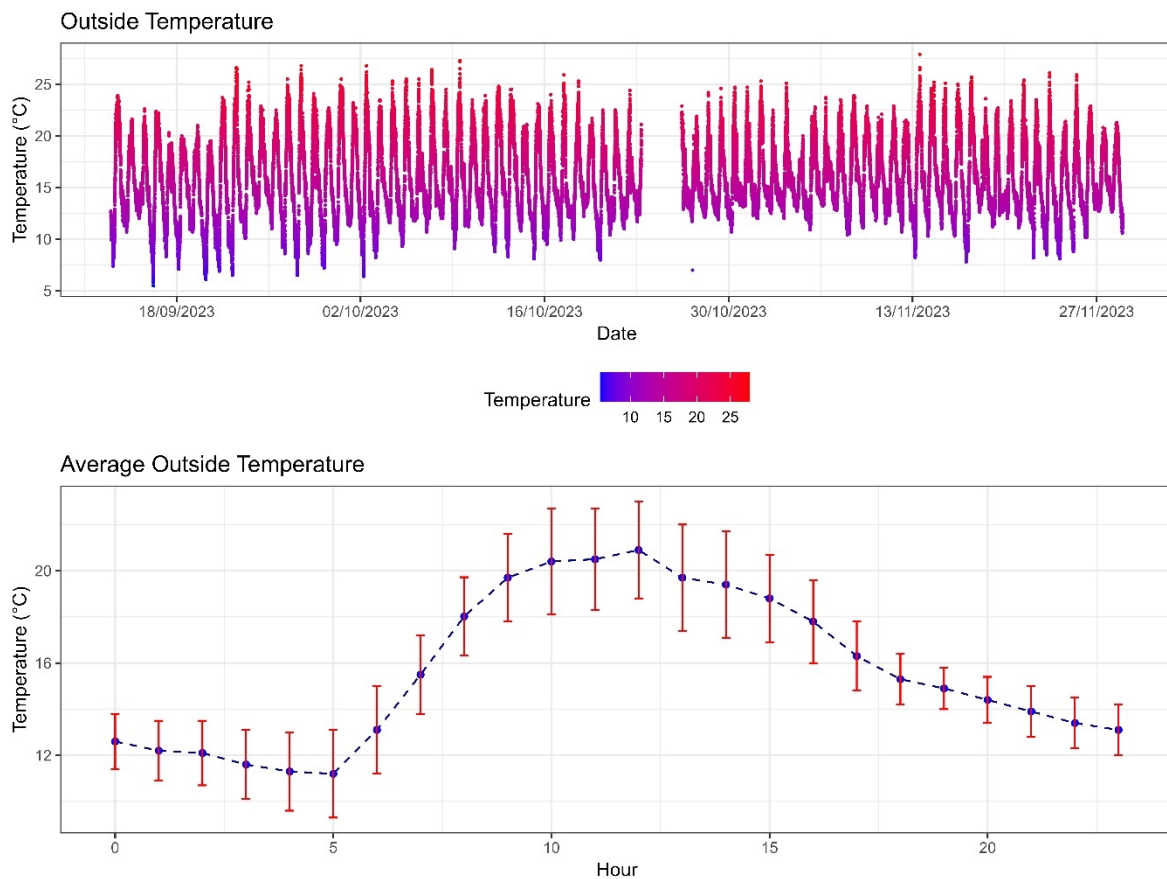 Outside Temperature
Temperature (°C)
25
20
15
10
5
18/09/2023 02/10/2023 16/10/2023 30/10/2023 13/11/2023 27/11/2023
Date
Temperature
10 15 20 25
Average Outside Temperature
Temperature (°C)
20
16
12
0 5 10 15 20
Hour